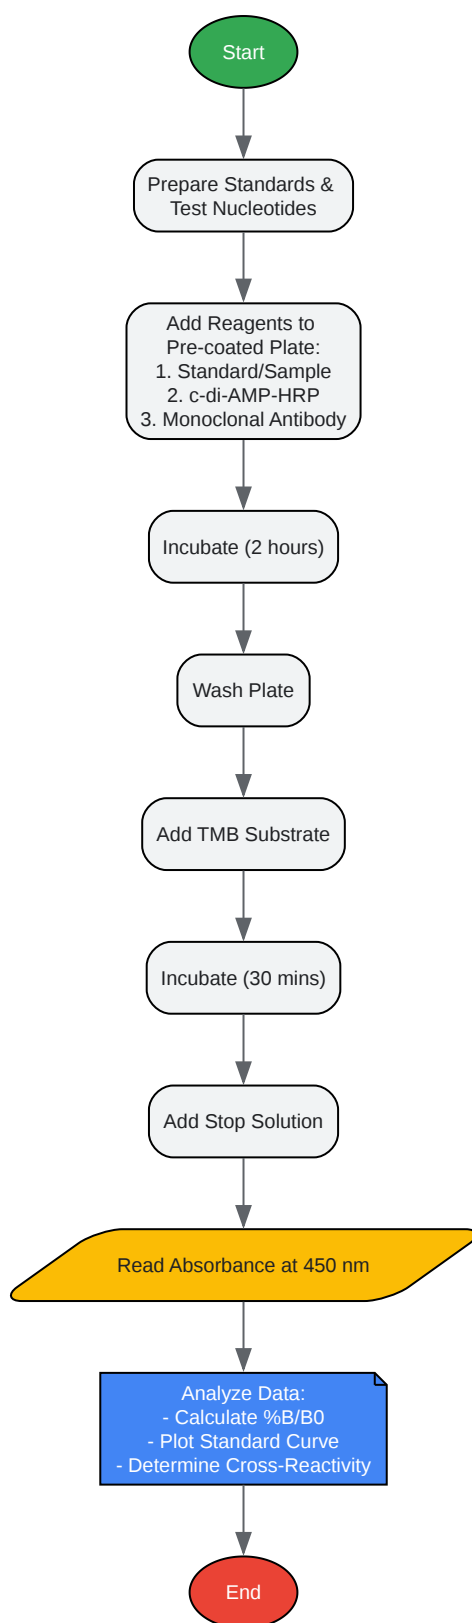 Start
Prepare Standards &
Test Nucleotides
Add Reagents to
Pre-coated Plate:
1. Standard/Sample
2. c-di-AMP-HRP
3. Monoclonal Antibody
Incubate (2 hours)
Wash Plate
Add TMB Substrate
Incubate (30 mins)
Add Stop Solution
Read Absorbance at 450 nm
Analyze Data:
- Calculate %B/B0
- Plot Standard Curve
- Determine Cross-Reactivity
End